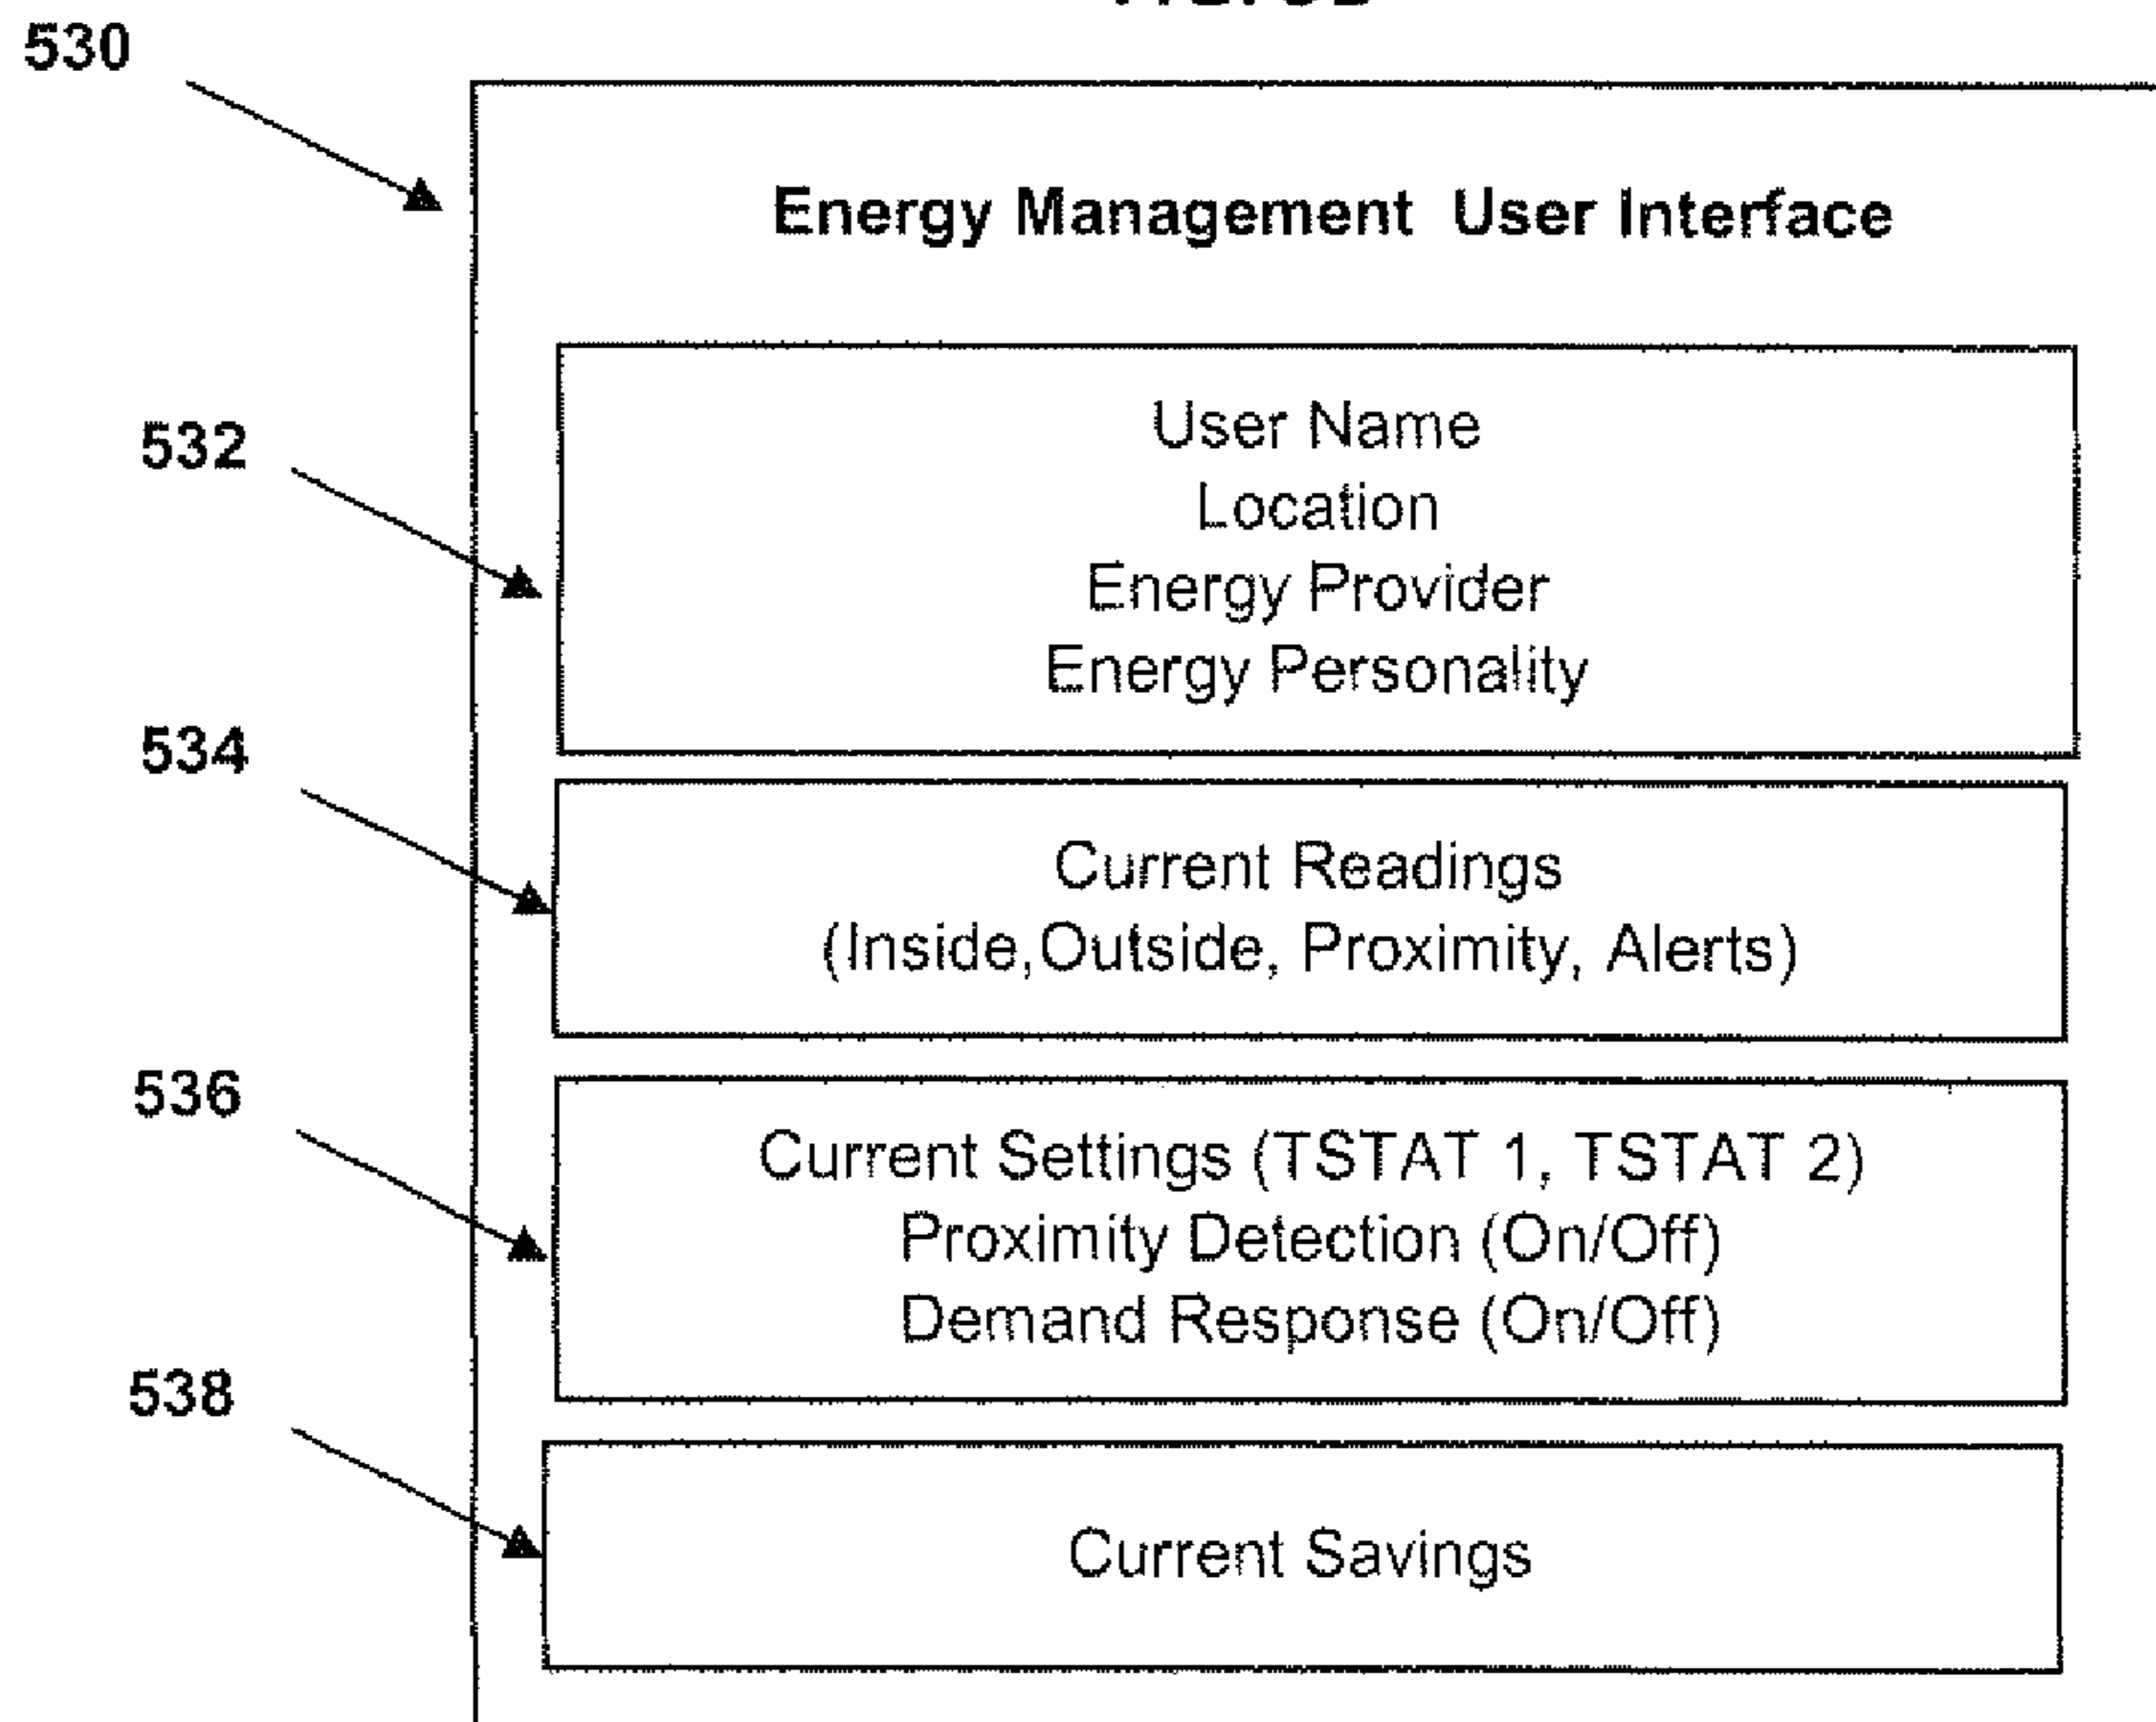 530
Energy Management User Interface
532
User Name
Location
Energy Provider
Energy Personality
534
Current Readings
(Inside,Outside, Proximity, Alerts)
536
Current Settings (TSTAT 1, TSTAT 2)
Proximity Detection (On/Off)
Demand Response (On/Off)
538
Current Savings